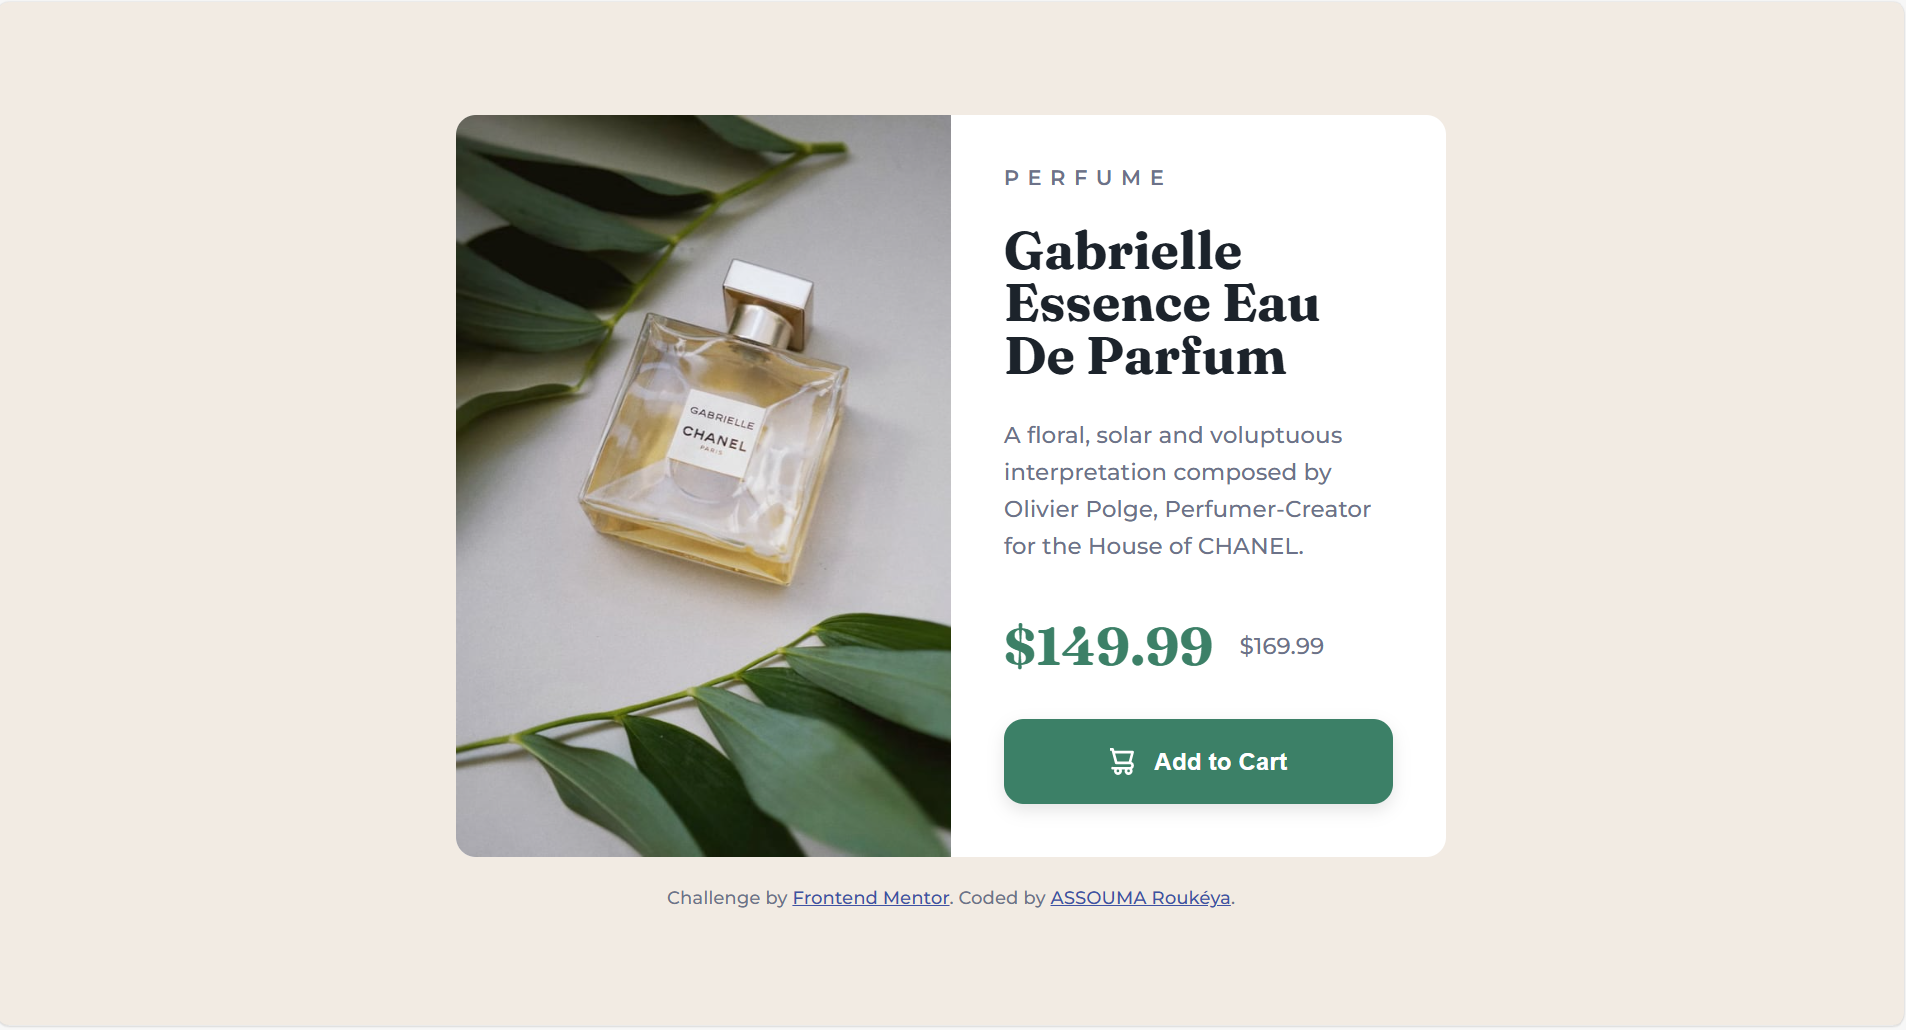 GABRIELLE
CHANEL
PARIS
PERFUME
Gabrielle
Essence Eau
De Parfum
A floral, solar and voluptuous
interpretation composed by
Olivier Polge, Perfumer-Creator
for the House of CHANEL.
$149.99 $169.99
Add to Cart
Challenge by Frontend Mentor. Coded by ASSOUMA Roukéya.